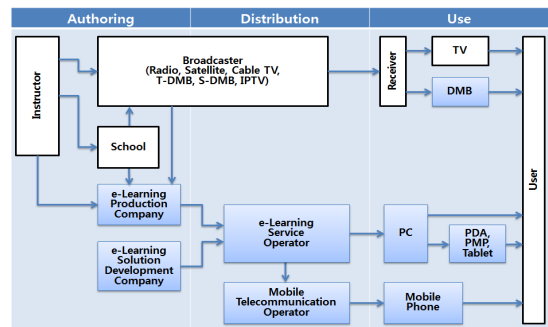 Authoring
Distribution
Use
Instructor
Broadcaster
(Radio, Satellite, Cable TV,
T-DMB, S-DMB, IPTV)
Receiver
TV
DMB
User
School
e-Learning
Production
Company
e-Learning
Service
Operator
PC
PDA,
PMP,
Tablet
e-Learning
Solution
Development
Company
Mobile
Telecommunication
Operator
Mobile
Phone